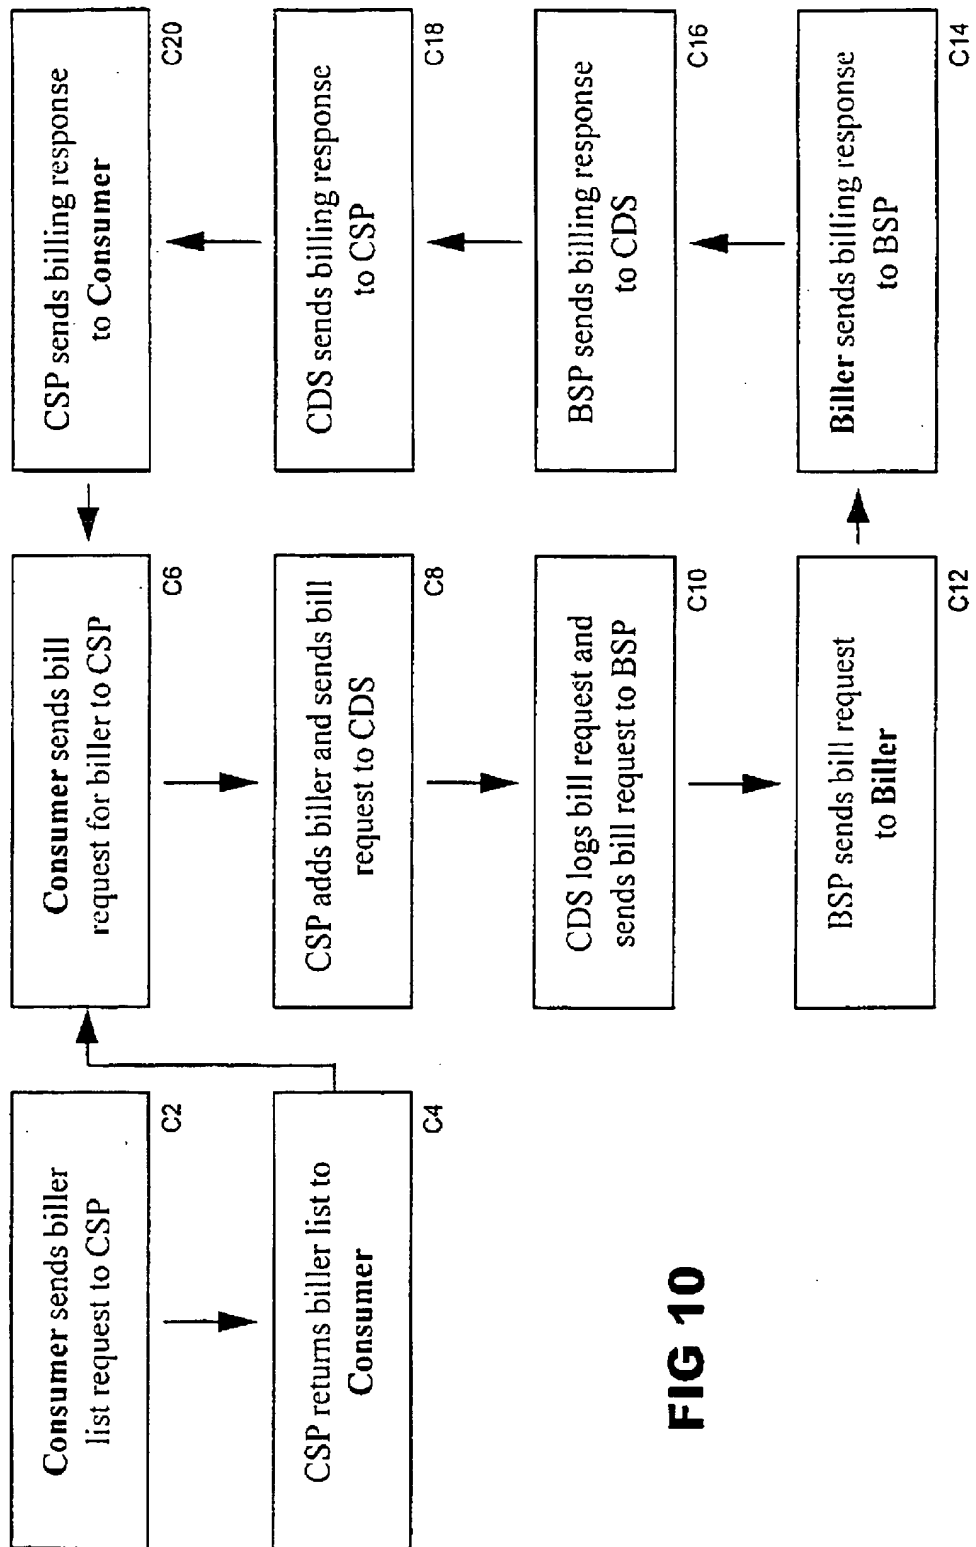 Consumer sends biller
list request to CSP
C2
CSP returns biller list to
Consumer
C4
Consumer sends bill
request for biller to CSP
C6
CSP adds biller and sends bill
request to CDS
C8
CDS logs bill request and
sends bill request to BSP
C10
BSP sends bill request
to Biller
C12
Biller sends billing response
to BSP
C14
BSP sends billing response
to CDS
C16
CDS sends billing response
to CSP
C18
CSP sends billing response
to Consumer
C20
FIG 10